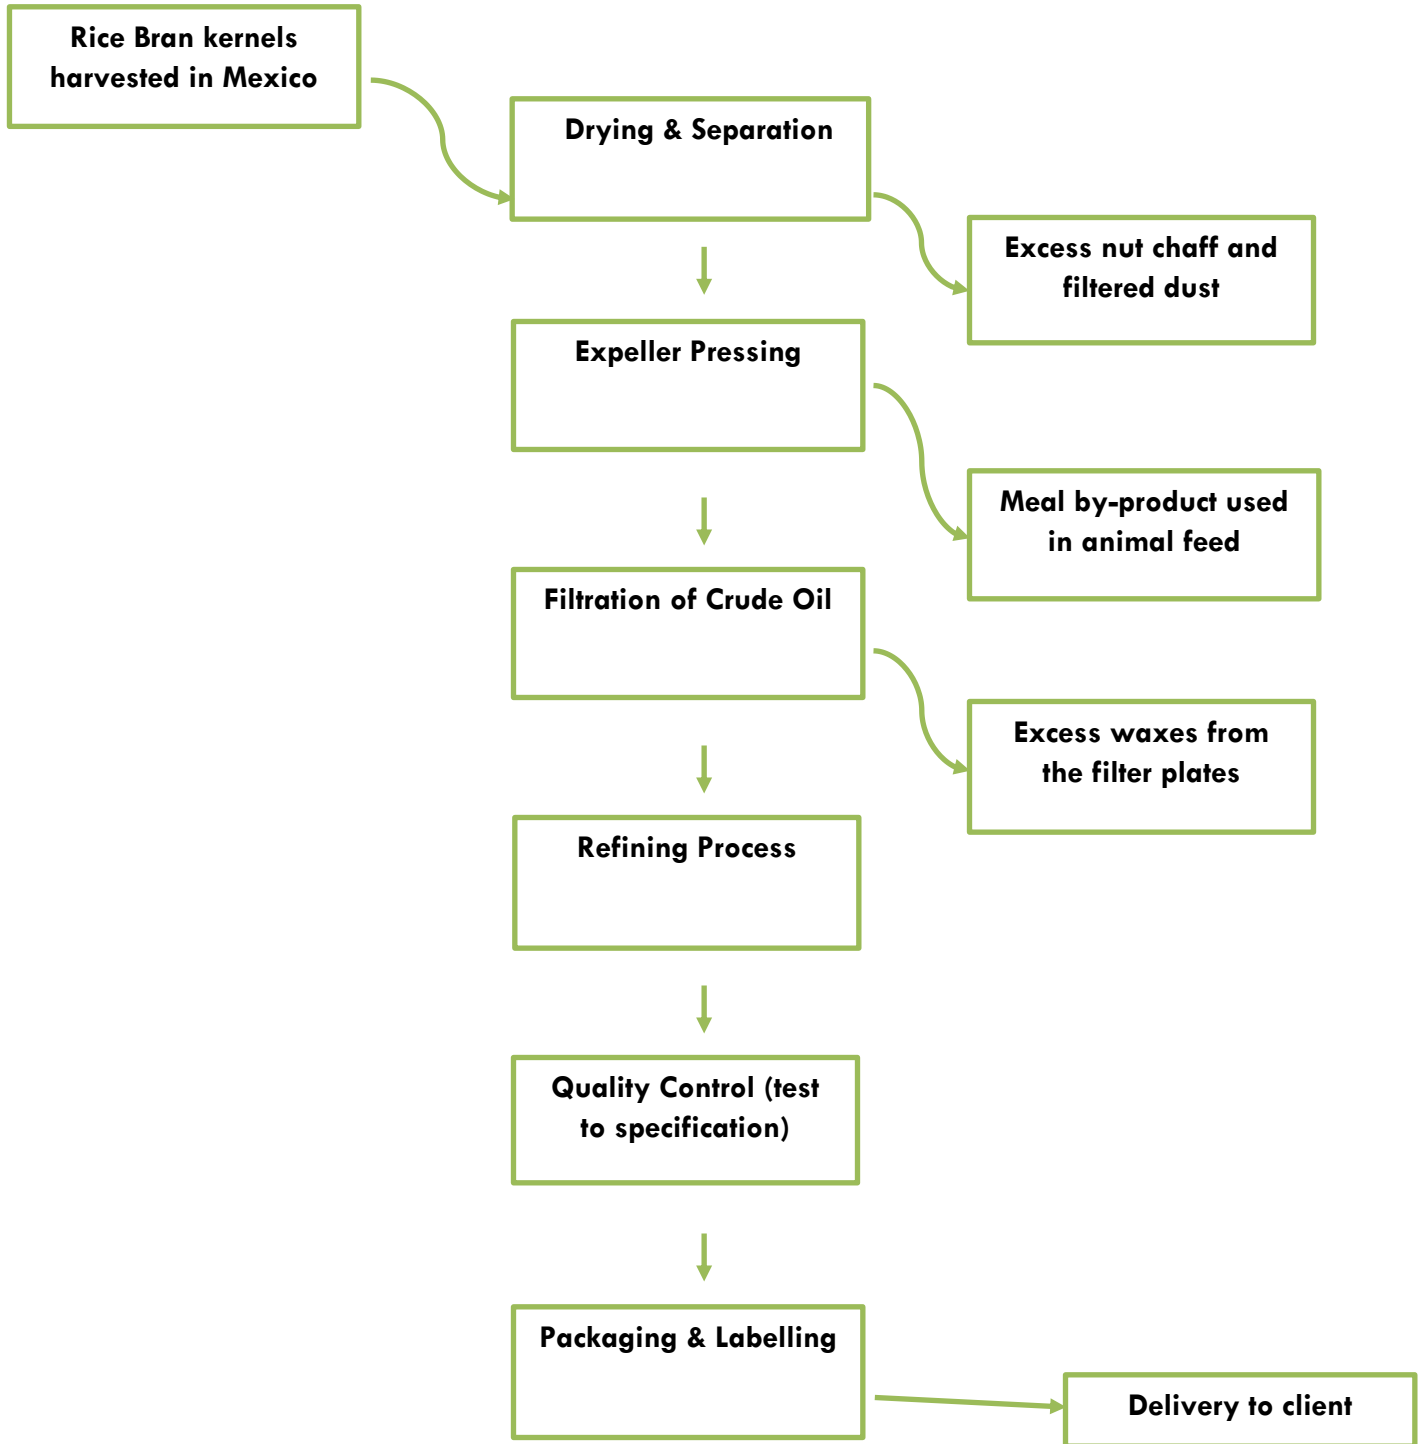 Rice Bran kernels
harvested in Mexico
Drying & Separation
Excess nut chaff and
filtered dust
Expeller Pressing
Meal by-product used
in animal feed
Filtration of Crude Oil
Excess waxes from
the filter plates
Refining Process
Quality Control (test
to specification)
Packaging & Labelling
Delivery to client